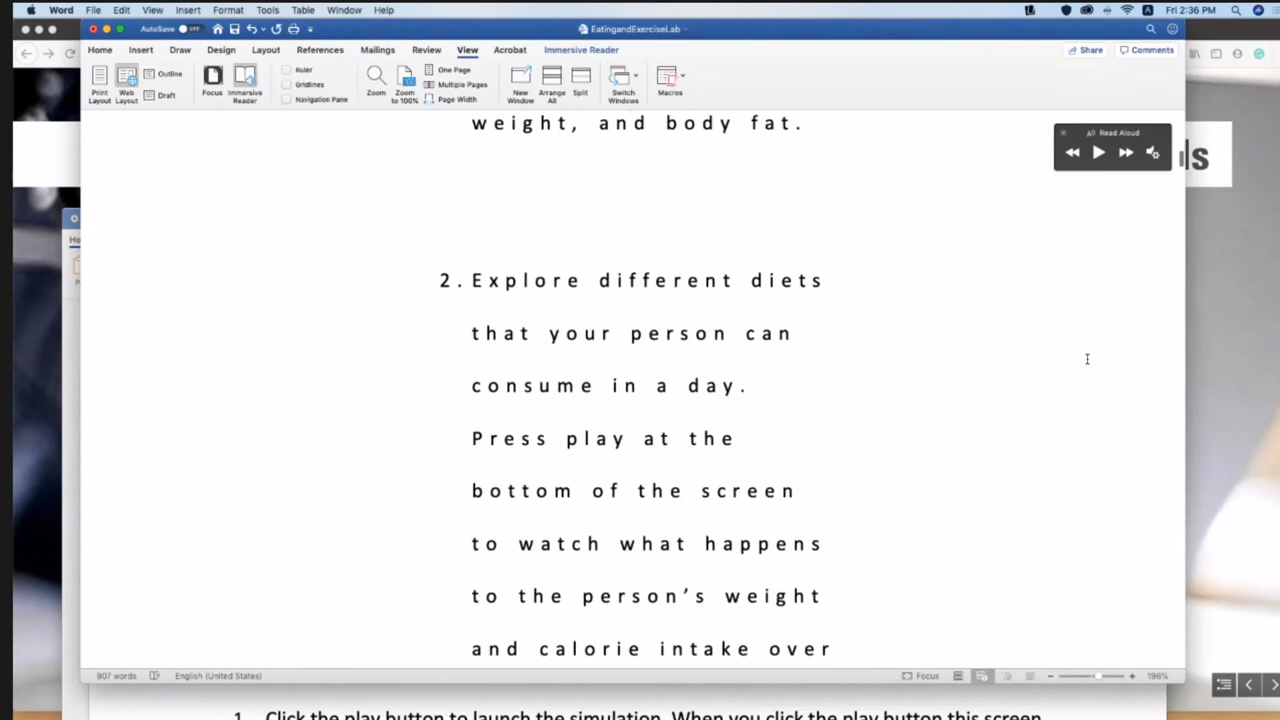 Word File Edit View Insert Format Tools Table Window Help Fri 2:36 PM
AutoSave OFF EatingandExerciseLab
Home Insert Draw Design Layout References Mailings Review View Acrobat Immersive Reader Share Comments
Print Layout
Web Layout
Outline
Draft
Focus
Immersive Reader
Ruler
Gridlines
Navigation Pane
Zoom
Zoom to 100%
One Page
Multiple Pages
Page Width
New Window
Arrange All
Split
Switch Windows
Macros
weight, and body fat.
Read Aloud
ls
Ho
2. Explore different diets
that your person can
consume in a day.
Press play at the
bottom of the screen
to watch what happens
to the person's weight
and calorie intake over
907 words English (United States) Focus 196%
1. Click the play button to launch the simulation. When you click the play button this screen